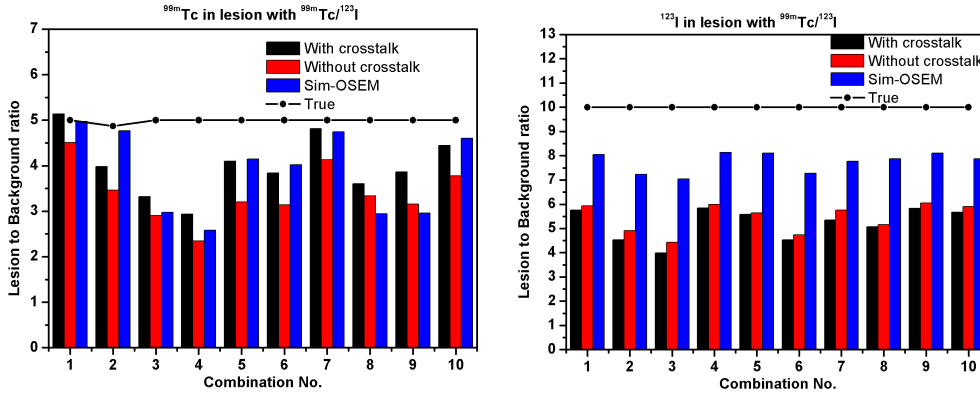 ⁹⁹ᵐTc in lesion with ⁹⁹ᵐTc/¹²³I
Lesion to Background ratio
7
6
5
4
3
2
1
0
With crosstalk
Without crosstalk
Sim-OSEM
True
1 2 3 4 5 6 7 8 9 10
Combination No.
¹²³I in lesion with ⁹⁹ᵐTc/¹²³I
Lesion to Background ratio
13
12
11
10
9
8
7
6
5
4
3
2
1
0
With crosstalk
Without crosstalk
Sim-OSEM
True
1 2 3 4 5 6 7 8 9 10
Combination No.